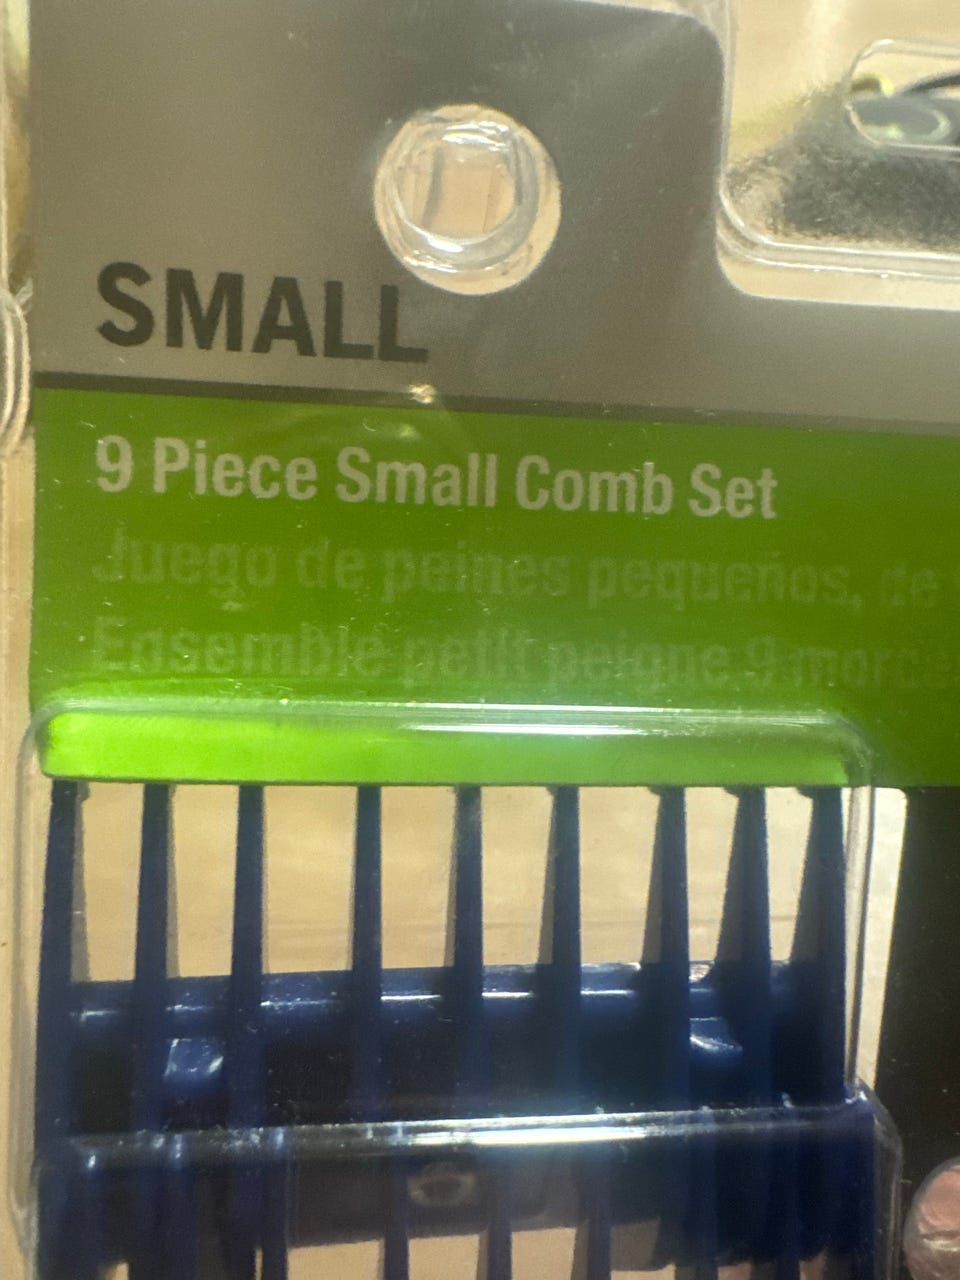 SMALL
9 Piece Small Comb Set
Juego de peines pequeños, de
Ensemble petit peigne 9